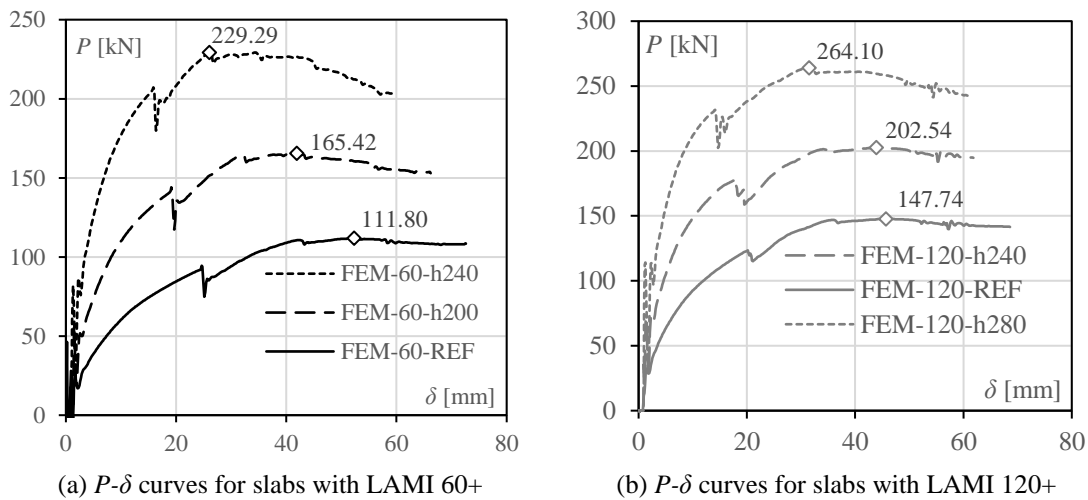 250
P [kN]
229.29
200
165.42
150
111.80
100
FEM-60-h240
FEM-60-h200
50
FEM-60-REF
δ [mm]
0
0 20 40 60 80
(a) P-δ curves for slabs with LAMI 60+
300
P [kN]
264.10
250
202.54
200
147.74
150
FEM-120-h240
100
FEM-120-REF
50
FEM-120-h280
δ [mm]
0
0 20 40 60 80
(b) P-δ curves for slabs with LAMI 120+